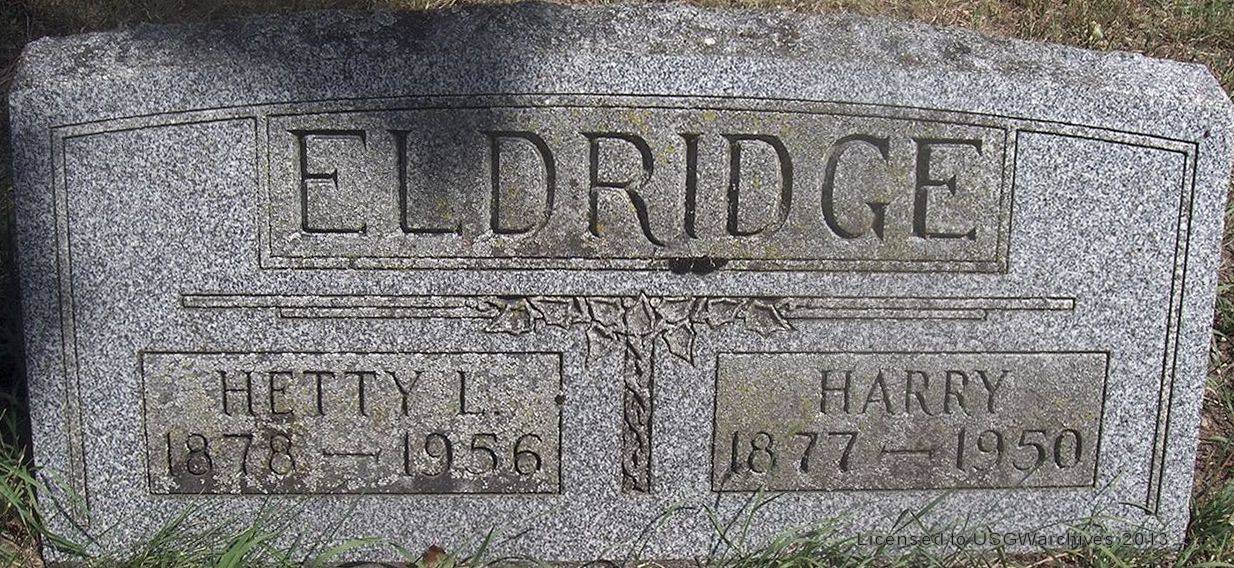 ELDRIDGE
HETTY L.
1878 — 1956
HARRY
1877 — 1950
Licensed to USGWarchives 2013